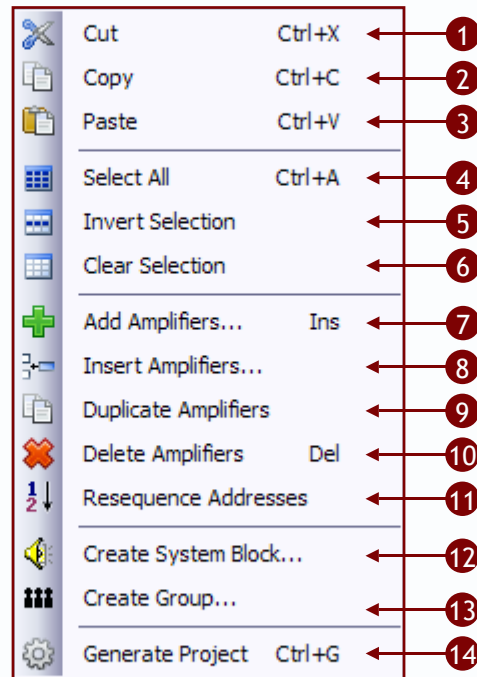 Cut Ctrl+X 1
Copy Ctrl+C 2
Paste Ctrl+V 3
Select All Ctrl+A 4
Invert Selection 5
Clear Selection 6
Add Amplifiers... Ins 7
Insert Amplifiers... 8
Duplicate Amplifiers 9
Delete Amplifiers Del 10
1 2 Resequence Addresses 11
Create System Block... 12
Create Group... 13
Generate Project Ctrl+G 14